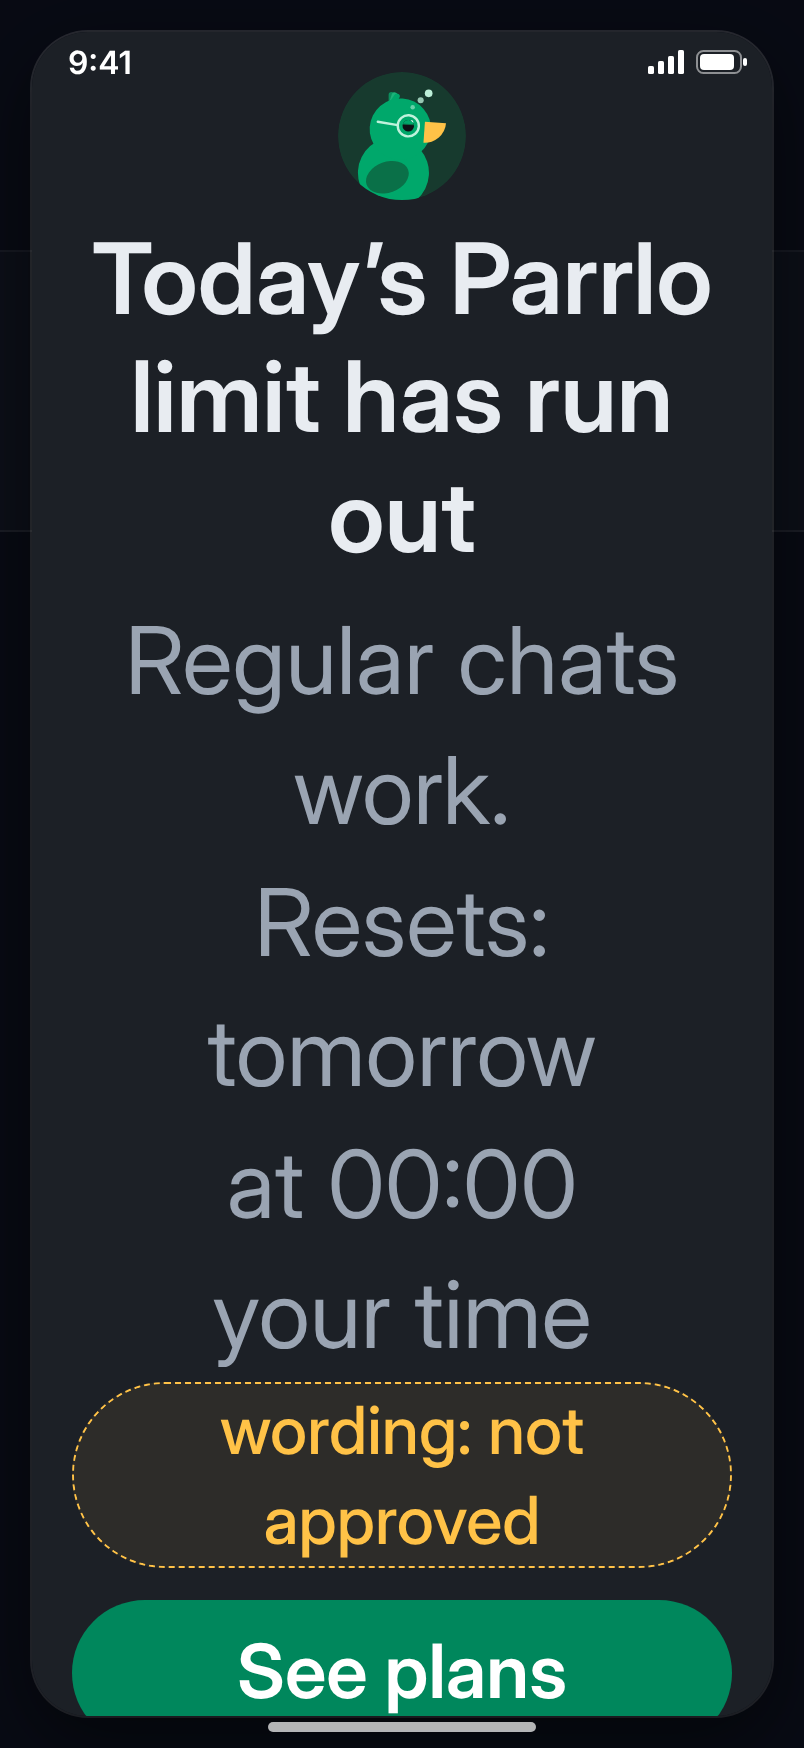 9:41
Today’s Parrlo
limit has run
out
Regular chats
work.
Resets:
tomorrow
at 00:00
your time
wording: not
approved
See plans